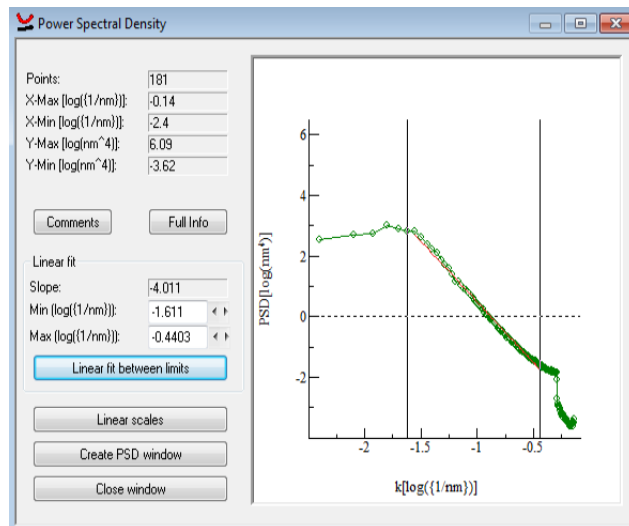 Power Spectral Density
Points: 181
X-Max [log({1/nm})]: -0.14
X-Min [log({1/nm})]: -2.4
Y-Max [log(nm^4)]: 6.09
Y-Min [log(nm^4)]: -3.62
Comments Full Info
Linear fit
Slope: -4.011
Min (log({1/nm})): -1.611
Max (log({1/nm})): -0.4403
Linear fit between limits
Linear scales
Create PSD window
Close window
PSD[log(nm⁴)]
6
4
2
0
-2
-2 -1.5 -1 -0.5
k[log({1/nm})]